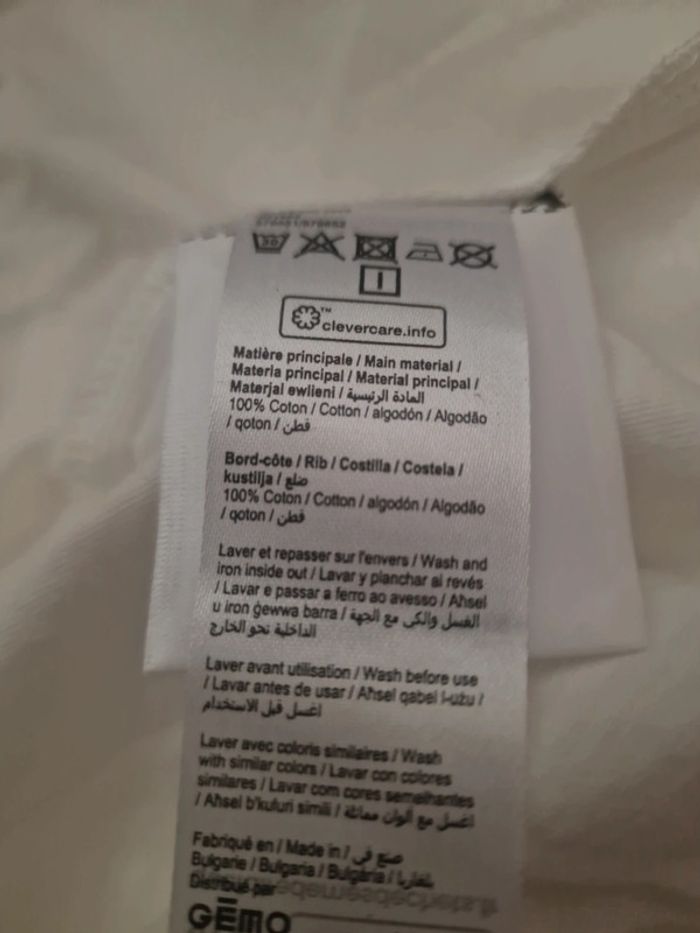 30
clevercare.info
Matière principale / Main material /
Materia principal / Material principal /
Materjal ewlieni / المادة الرئيسية
100% Coton / Cotton / algodón / Algodão
/ qoton / قطن
Bord-côte / Rib / Costilla / Costela /
kustilja / ضلع
100% Coton / Cotton / algodón / Algodão
/ qoton / قطن
Laver et repasser sur l'envers / Wash and
iron inside out / Lavar y planchar al revés
/ Lavar e passar a ferro ao avesso / Aħsel
u iron ġewwa barra / الغسل والكي مع الجهة
الداخلية نحو الخارج
Laver avant utilisation / Wash before use
/ Lavar antes de usar / Aħsel qabel l-użu /
اغسل قبل الاستخدام
Laver avec coloris similaires / Wash
with similar colors / Lavar con colores
similares / Lavar com cores semelhantes
/ Aħsel b'kuluri simili / اغسل مع ألوان مماثلة
Fabriqué en / Made in / صنع في
Bulgarie / Bulgaria / Bulgária / بلغاريا
Distribué par
GĒMO